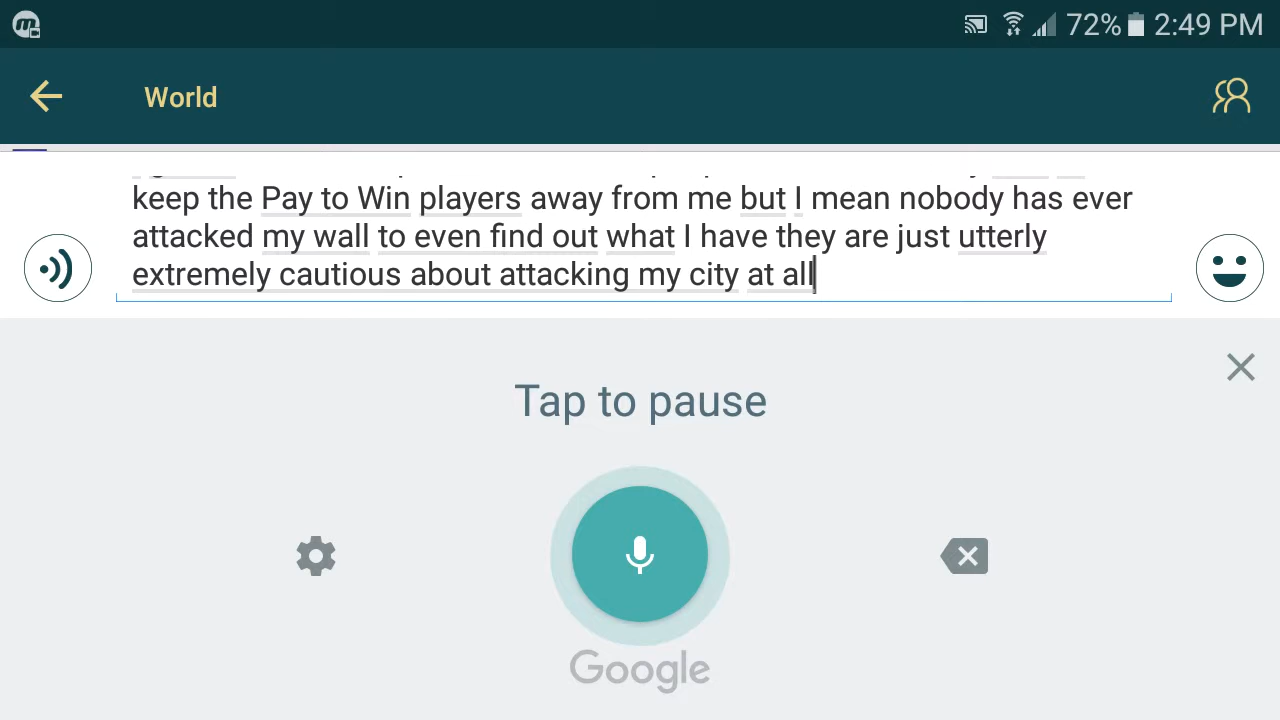 72% 2:49 PM
World
keep the Pay to Win players away from me but I mean nobody has ever
attacked my wall to even find out what I have they are just utterly
extremely cautious about attacking my city at all
Tap to pause
Google